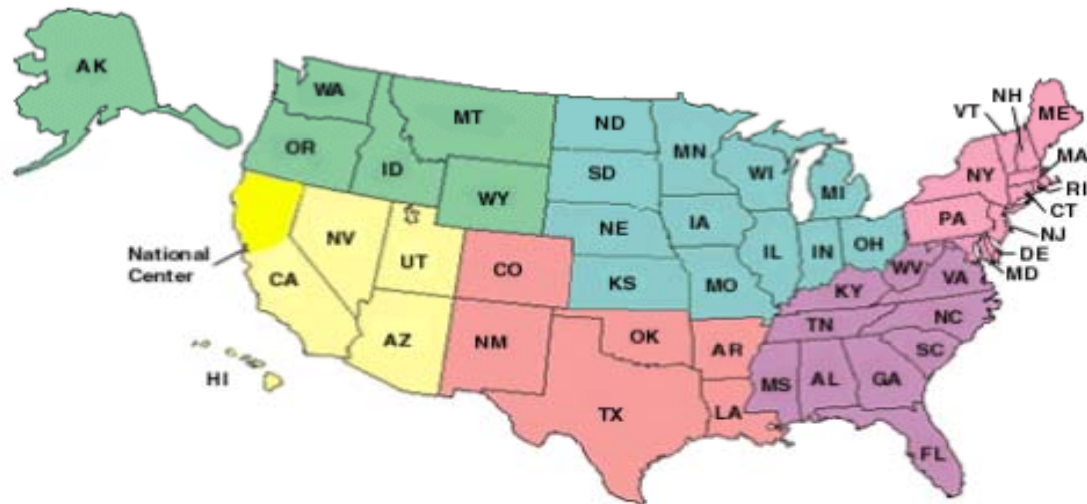 AK
WA
MT
ND
MN
VT
NH
ME
OR
ID
SD
WI
MI
NY
MA
RI
CT
WY
NE
IA
PA
NJ
National
Center
NV
UT
CO
KS
IL
IN
OH
DE
MD
CA
MO
KY
WV
VA
AZ
NM
OK
AR
TN
NC
SC
HI
TX
LA
MS
AL
GA
FL